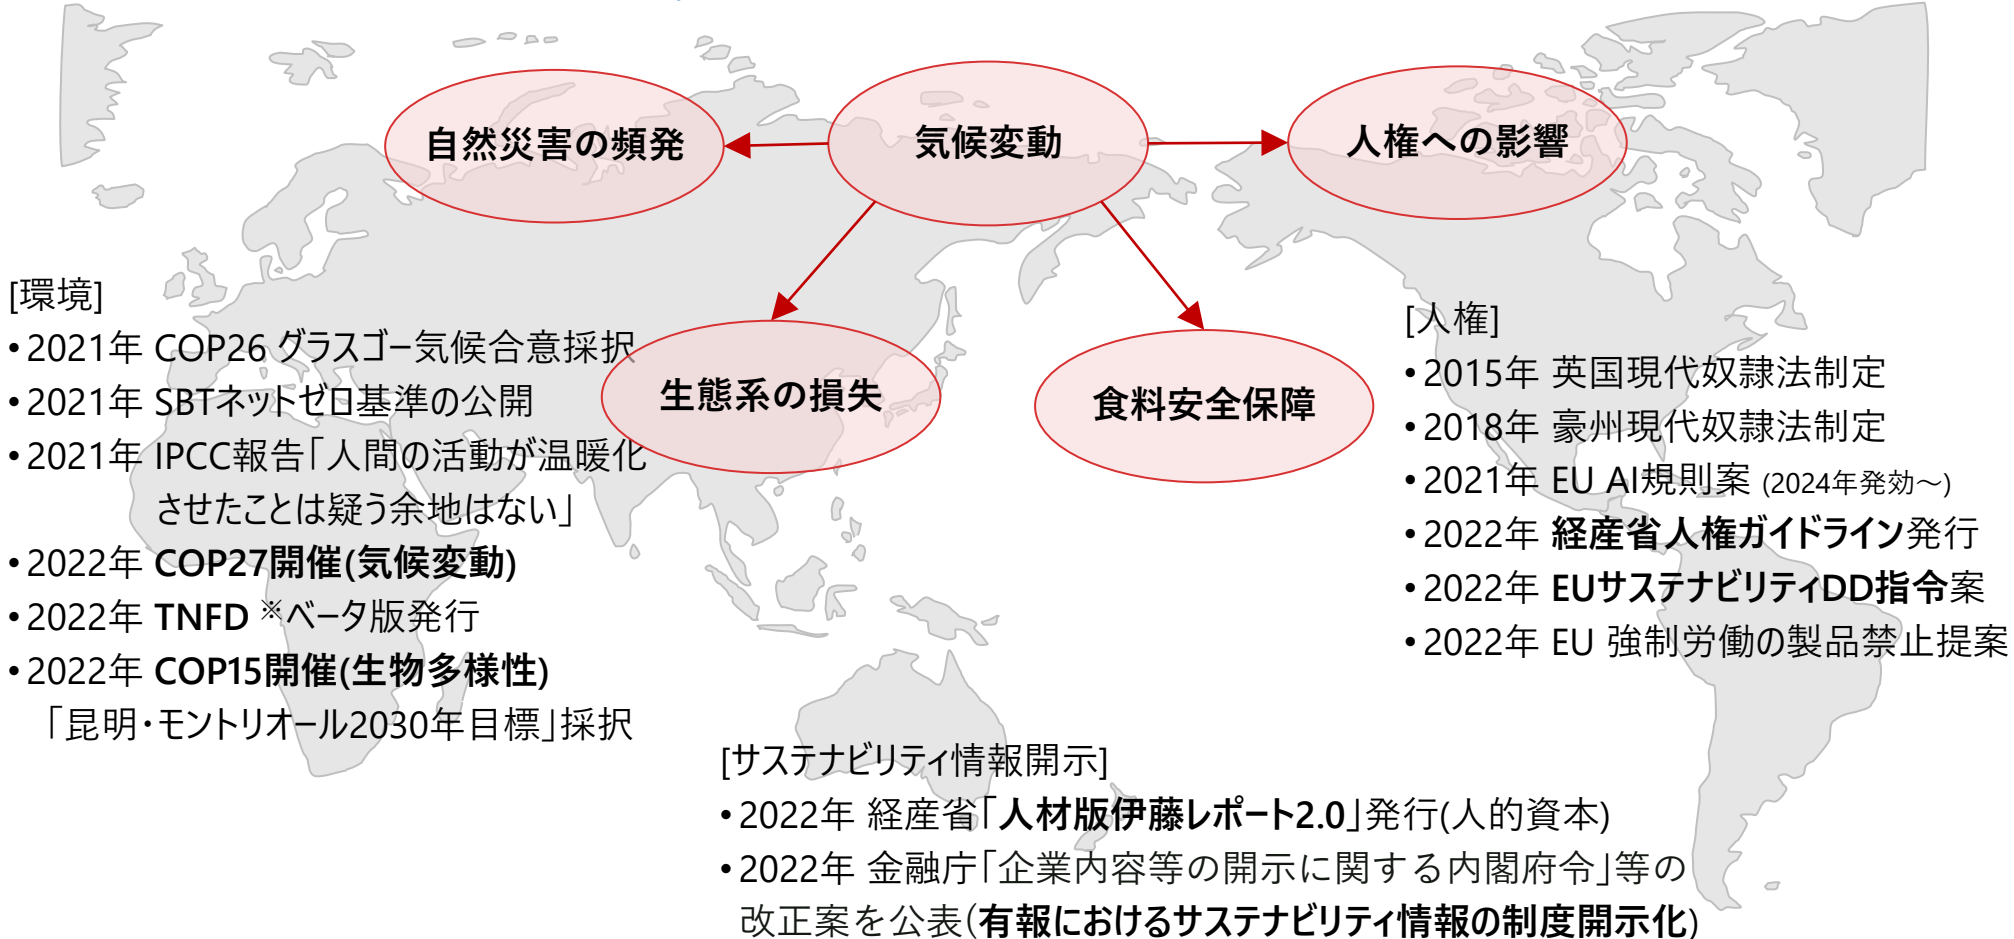 自然災害の頻発
気候変動
人権への影響
生態系の損失
食料安全保障
[環境]
•2021年 COP26 グラスゴー気候合意採択
•2021年 SBTネットゼロ基準の公開
•2021年 IPCC報告「人間の活動が温暖化
させたことは疑う余地はない」
•2022年 COP27開催(気候変動)
•2022年 TNFD ※ベータ版発行
•2022年 COP15開催(生物多様性)
「昆明・モントリオール2030年目標」採択
[人権]
•2015年 英国現代奴隷法制定
•2018年 豪州現代奴隷法制定
•2021年 EU AI規則案 (2024年発効～)
•2022年 経産省人権ガイドライン発行
•2022年 EUサステナビリティDD指令案
•2022年 EU 強制労働の製品禁止提案
[サステナビリティ情報開示]
•2022年 経産省「人材版伊藤レポート2.0」発行(人的資本)
•2022年 金融庁「企業内容等の開示に関する内閣府令」等の
改正案を公表(有報におけるサステナビリティ情報の制度開示化)